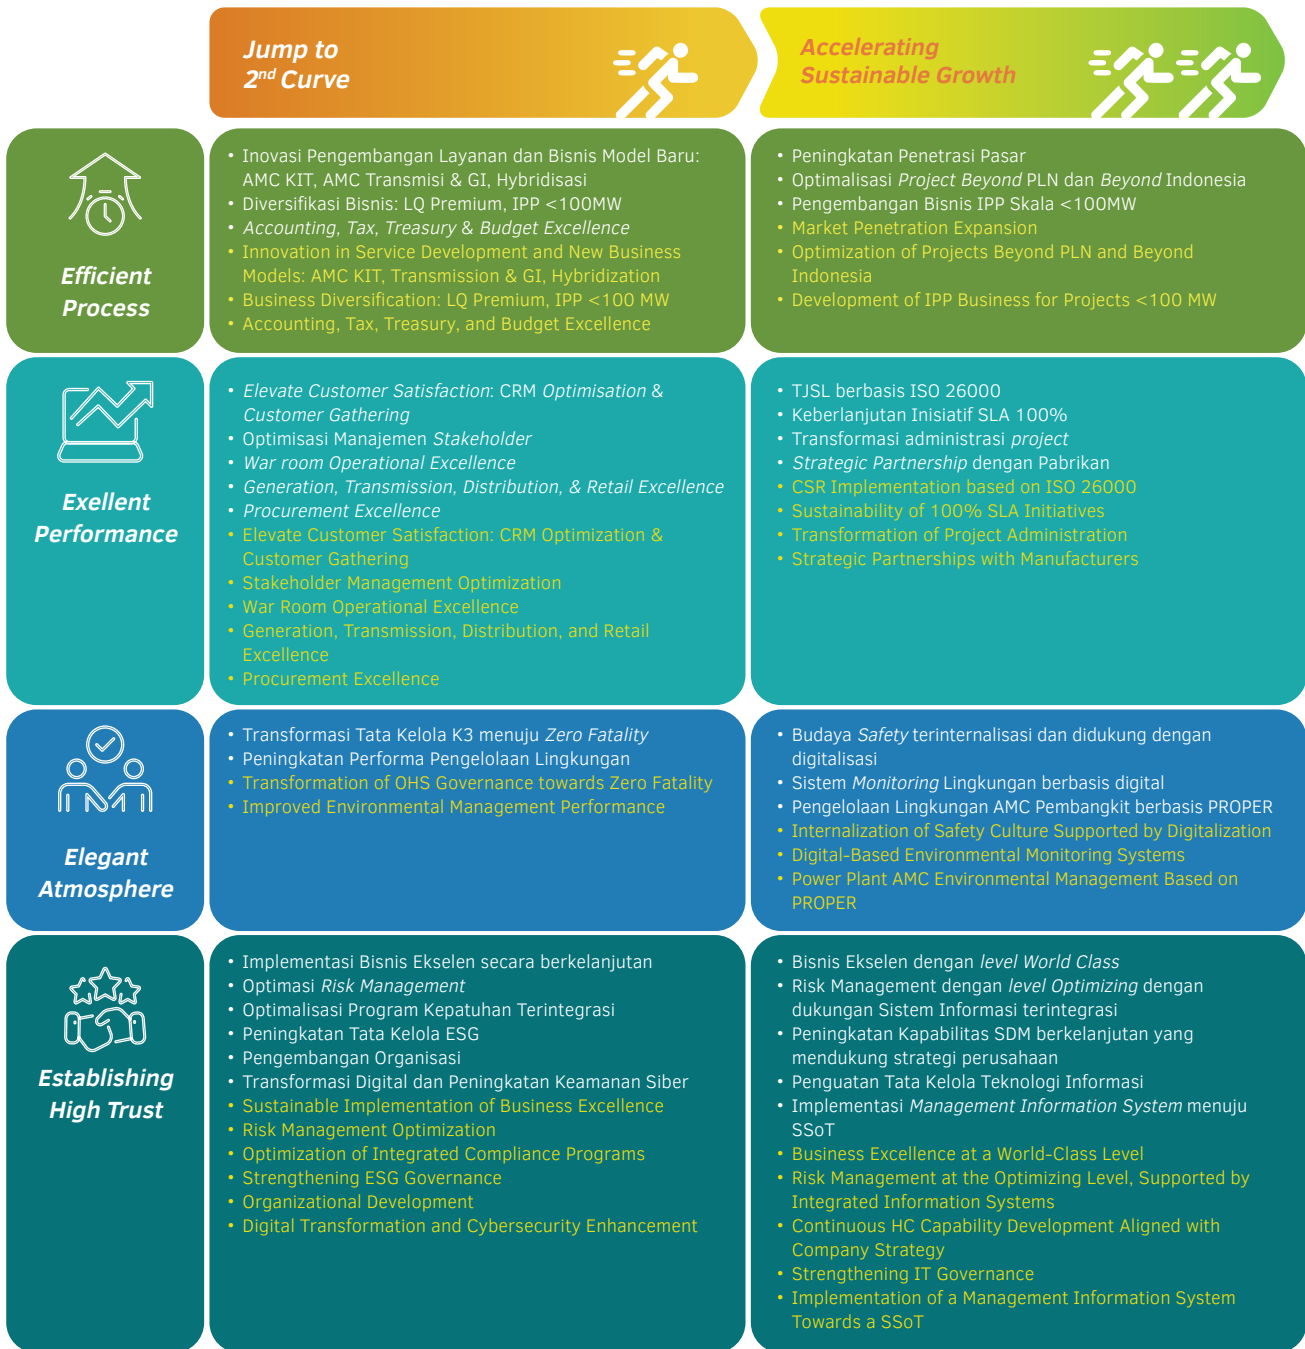 Jump to
2nd Curve
Accelerating
Sustainable Growth
Efficient
Process
• Inovasi Pengembangan Layanan dan Bisnis Model Baru:
AMC KIT, AMC Transmisi & GI, Hybridisasi
• Diversifikasi Bisnis: LQ Premium, IPP <100MW
• Accounting, Tax, Treasury & Budget Excellence
• Innovation in Service Development and New Business
Models: AMC KIT, Transmission & GI, Hybridization
• Business Diversification: LQ Premium, IPP <100 MW
• Accounting, Tax, Treasury, and Budget Excellence
• Peningkatan Penetrasi Pasar
• Optimalisasi Project Beyond PLN dan Beyond Indonesia
• Pengembangan Bisnis IPP Skala <100MW
• Market Penetration Expansion
• Optimization of Projects Beyond PLN and Beyond
Indonesia
• Development of IPP Business for Projects <100 MW
Exellent
Performance
• Elevate Customer Satisfaction: CRM Optimisation &
Customer Gathering
• Optimisasi Manajemen Stakeholder
• War room Operational Excellence
• Generation, Transmission, Distribution, & Retail Excellence
• Procurement Excellence
• Elevate Customer Satisfaction: CRM Optimization &
Customer Gathering
• Stakeholder Management Optimization
• War Room Operational Excellence
• Generation, Transmission, Distribution, and Retail
Excellence
• Procurement Excellence
• TJSL berbasis ISO 26000
• Keberlanjutan Inisiatif SLA 100%
• Transformasi administrasi project
• Strategic Partnership dengan Pabrikan
• CSR Implementation based on ISO 26000
• Sustainability of 100% SLA Initiatives
• Transformation of Project Administration
• Strategic Partnerships with Manufacturers
Elegant
Atmosphere
• Transformasi Tata Kelola K3 menuju Zero Fatality
• Peningkatan Performa Pengelolaan Lingkungan
• Transformation of OHS Governance towards Zero Fatality
• Improved Environmental Management Performance
• Budaya Safety terinternalisasi dan didukung dengan
digitalisasi
• Sistem Monitoring Lingkungan berbasis digital
• Pengelolaan Lingkungan AMC Pembangkit berbasis PROPER
• Internalization of Safety Culture Supported by Digitalization
• Digital-Based Environmental Monitoring Systems
• Power Plant AMC Environmental Management Based on
PROPER
Establishing
High Trust
• Implementasi Bisnis Ekselen secara berkelanjutan
• Optimasi Risk Management
• Optimalisasi Program Kepatuhan Terintegrasi
• Peningkatan Tata Kelola ESG
• Pengembangan Organisasi
• Transformasi Digital dan Peningkatan Keamanan Siber
• Sustainable Implementation of Business Excellence
• Risk Management Optimization
• Optimization of Integrated Compliance Programs
• Strengthening ESG Governance
• Organizational Development
• Digital Transformation and Cybersecurity Enhancement
• Bisnis Ekselen dengan level World Class
• Risk Management dengan level Optimizing dengan
dukungan Sistem Informasi terintegrasi
• Peningkatan Kapabilitas SDM berkelanjutan yang
mendukung strategi perusahaan
• Penguatan Tata Kelola Teknologi Informasi
• Implementasi Management Information System menuju
SSoT
• Business Excellence at a World-Class Level
• Risk Management at the Optimizing Level, Supported by
Integrated Information Systems
• Continuous HC Capability Development Aligned with
Company Strategy
• Strengthening IT Governance
• Implementation of a Management Information System
Towards a SSoT